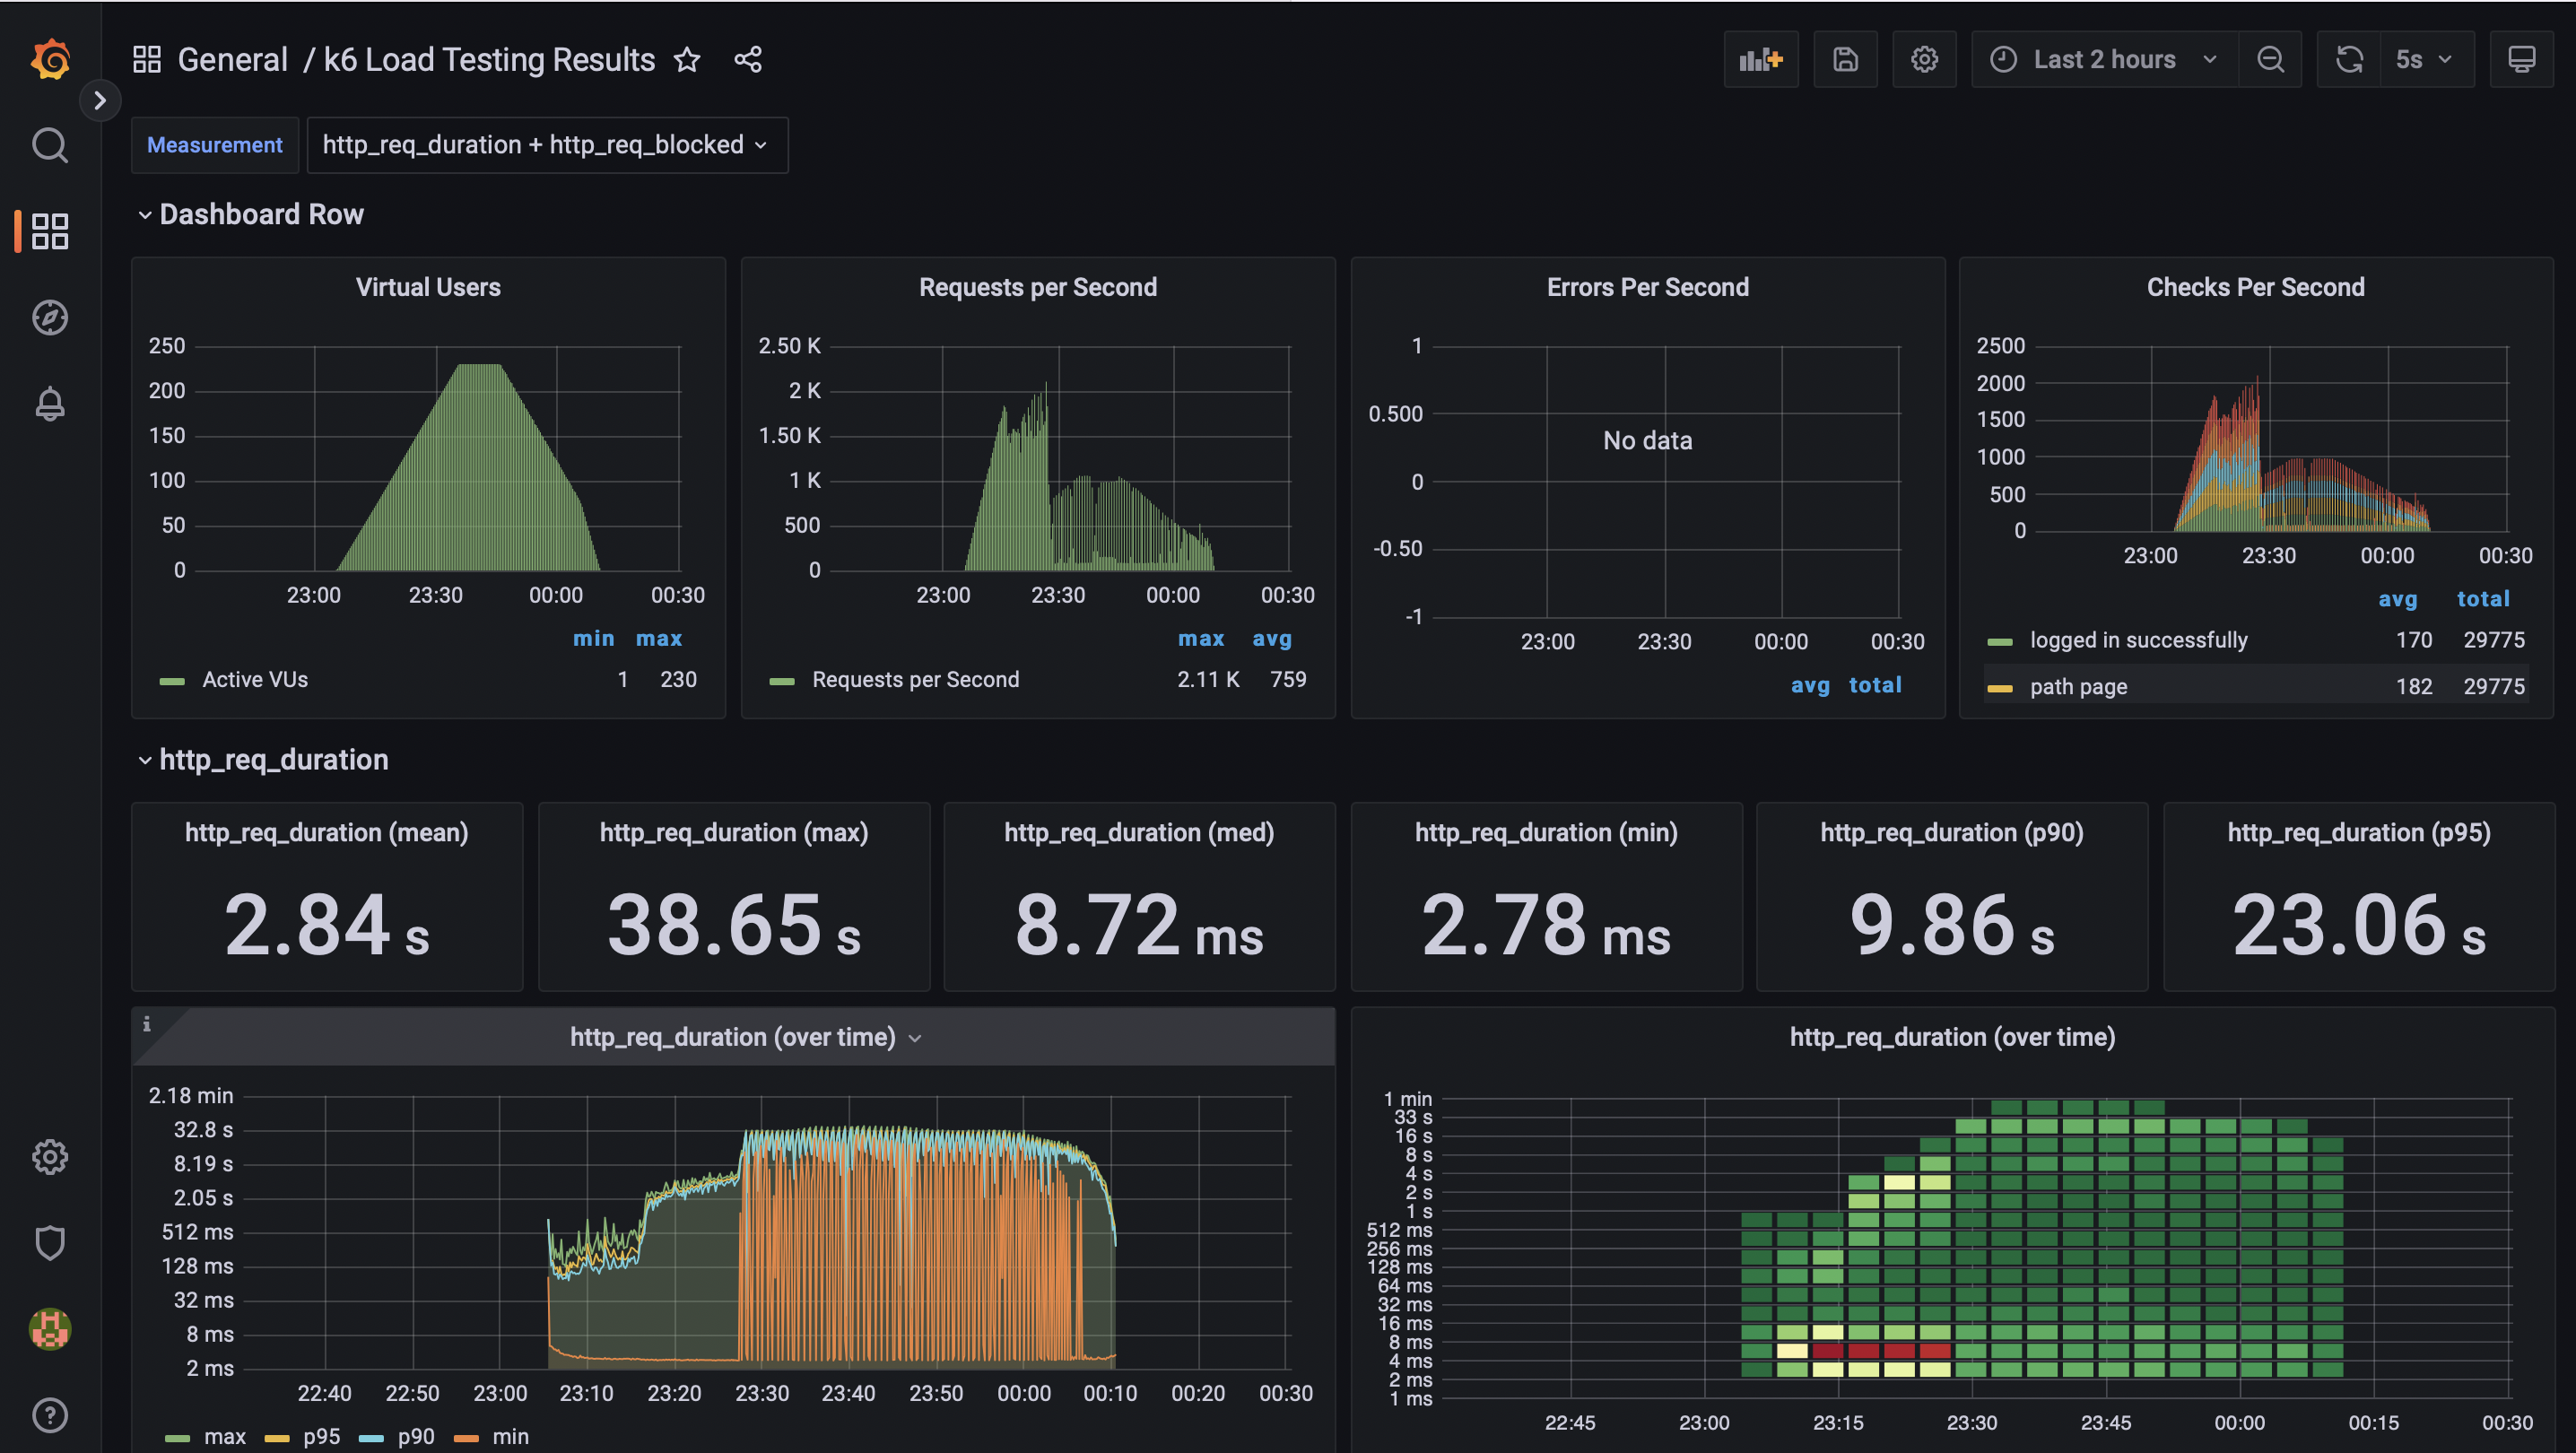 General / k6 Load Testing Results
Last 2 hours
5s
Measurement
http_req_duration + http_req_blocked
Dashboard Row
Virtual Users
250
200
150
100
50
0
23:00 23:30 00:00 00:30
min max
Active VUs 1 230
Requests per Second
2.50 K
2 K
1.50 K
1 K
500
0
23:00 23:30 00:00 00:30
max avg
Requests per Second 2.11 K 759
Errors Per Second
1
0.500
No data
0
-0.50
-1
23:00 23:30 00:00 00:30
avg total
Checks Per Second
2500
2000
1500
1000
500
0
23:00 23:30 00:00 00:30
avg total
logged in successfully 170 29775
path page 182 29775
http_req_duration
http_req_duration (mean)
2.84 s
http_req_duration (max)
38.65 s
http_req_duration (med)
8.72 ms
http_req_duration (min)
2.78 ms
http_req_duration (p90)
9.86 s
http_req_duration (p95)
23.06 s
i
http_req_duration (over time)
2.18 min
32.8 s
8.19 s
2.05 s
512 ms
128 ms
32 ms
8 ms
2 ms
22:40 22:50 23:00 23:10 23:20 23:30 23:40 23:50 00:00 00:10 00:20 00:30
max p95 p90 min
http_req_duration (over time)
1 min
33 s
16 s
8 s
4 s
2 s
1 s
512 ms
256 ms
128 ms
64 ms
32 ms
16 ms
8 ms
4 ms
2 ms
1 ms
22:45 23:00 23:15 23:30 23:45 00:00 00:15 00:30